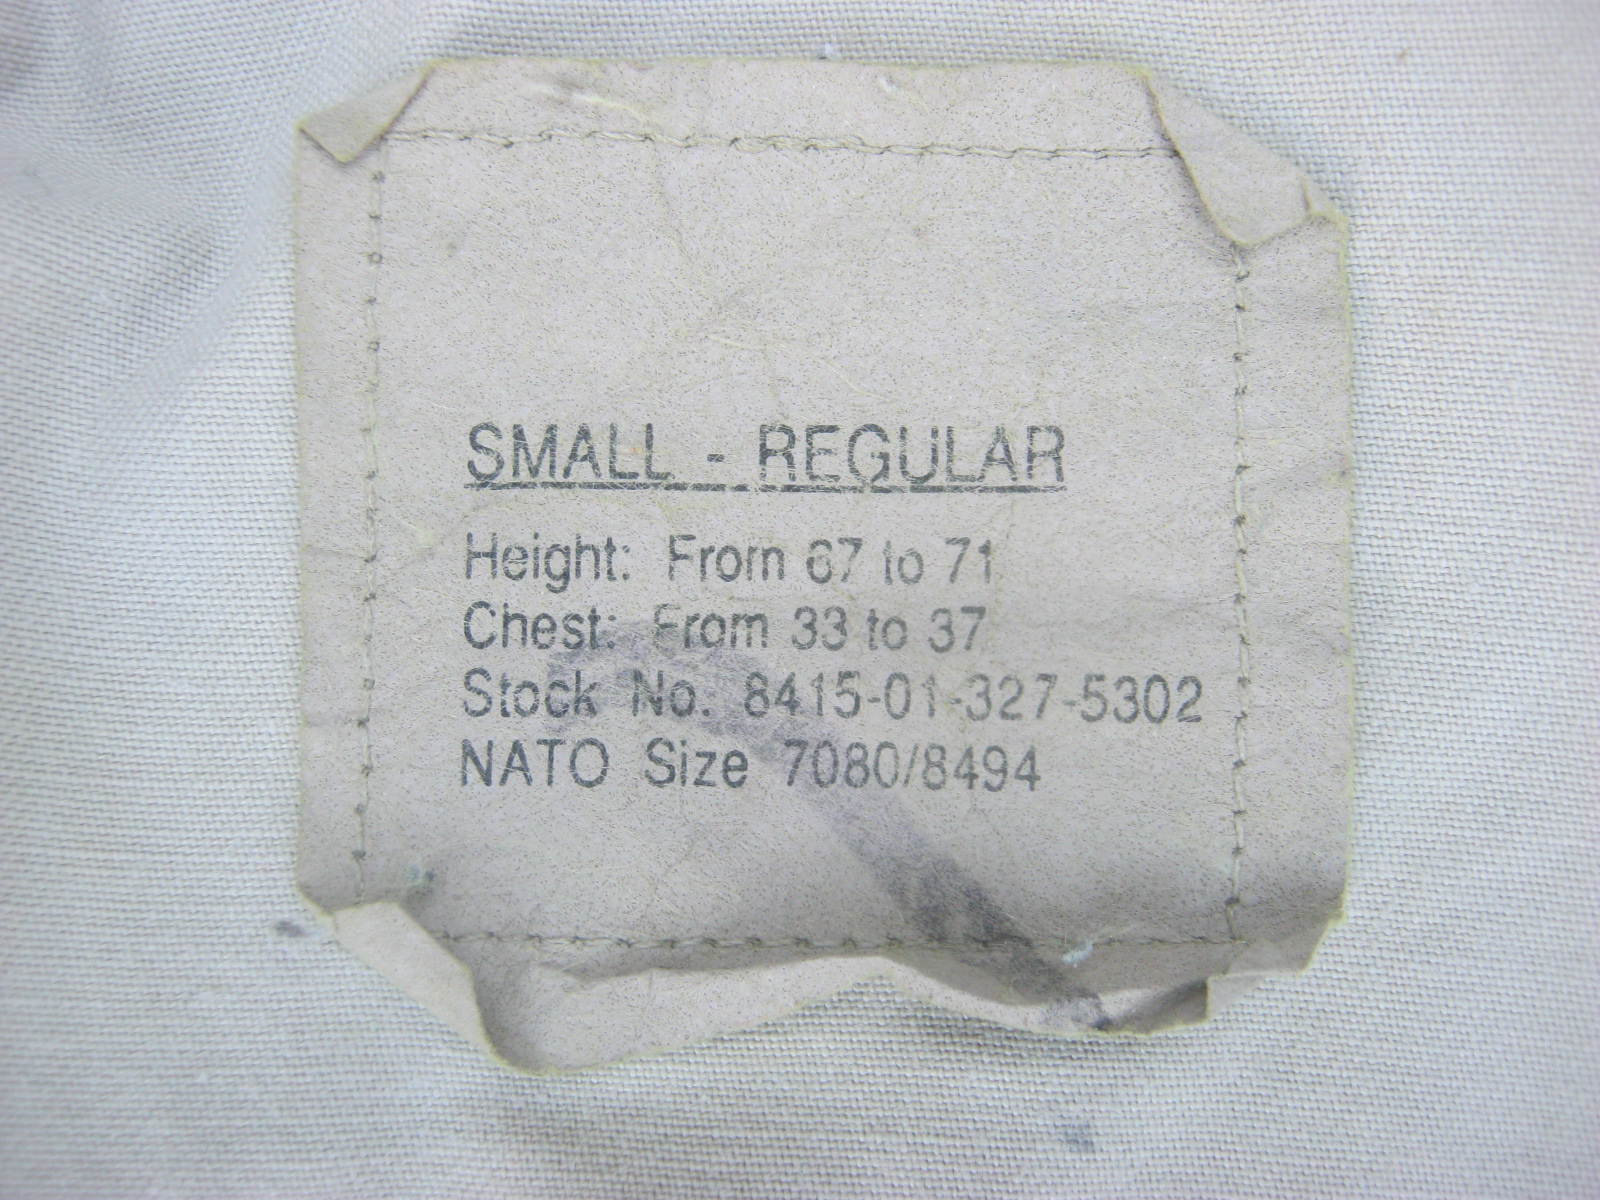 SMALL - REGULAR
Height: From 67 to 71
Chest: From 33 to 37
Stock No. 8415-01-327-5302
NATO Size 7080/8494